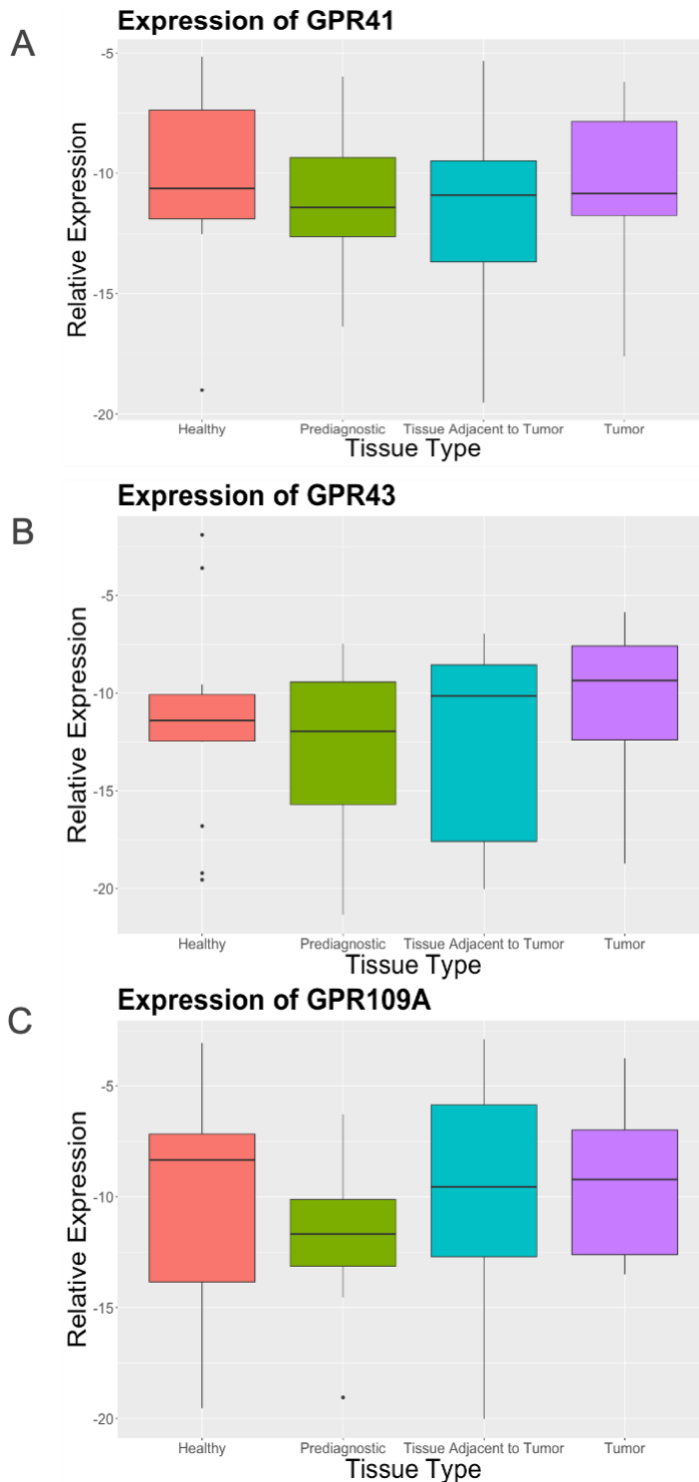 A
Expression of GPR41
Relative Expression
-5
-10
-15
-20
Healthy Prediagnostic Tissue Adjacent to Tumor Tumor
Tissue Type
B
Expression of GPR43
Relative Expression
-5
-10
-15
-20
Healthy Prediagnostic Tissue Adjacent to Tumor Tumor
Tissue Type
C
Expression of GPR109A
Relative Expression
-5
-10
-15
-20
Healthy Prediagnostic Tissue Adjacent to Tumor Tumor
Tissue Type